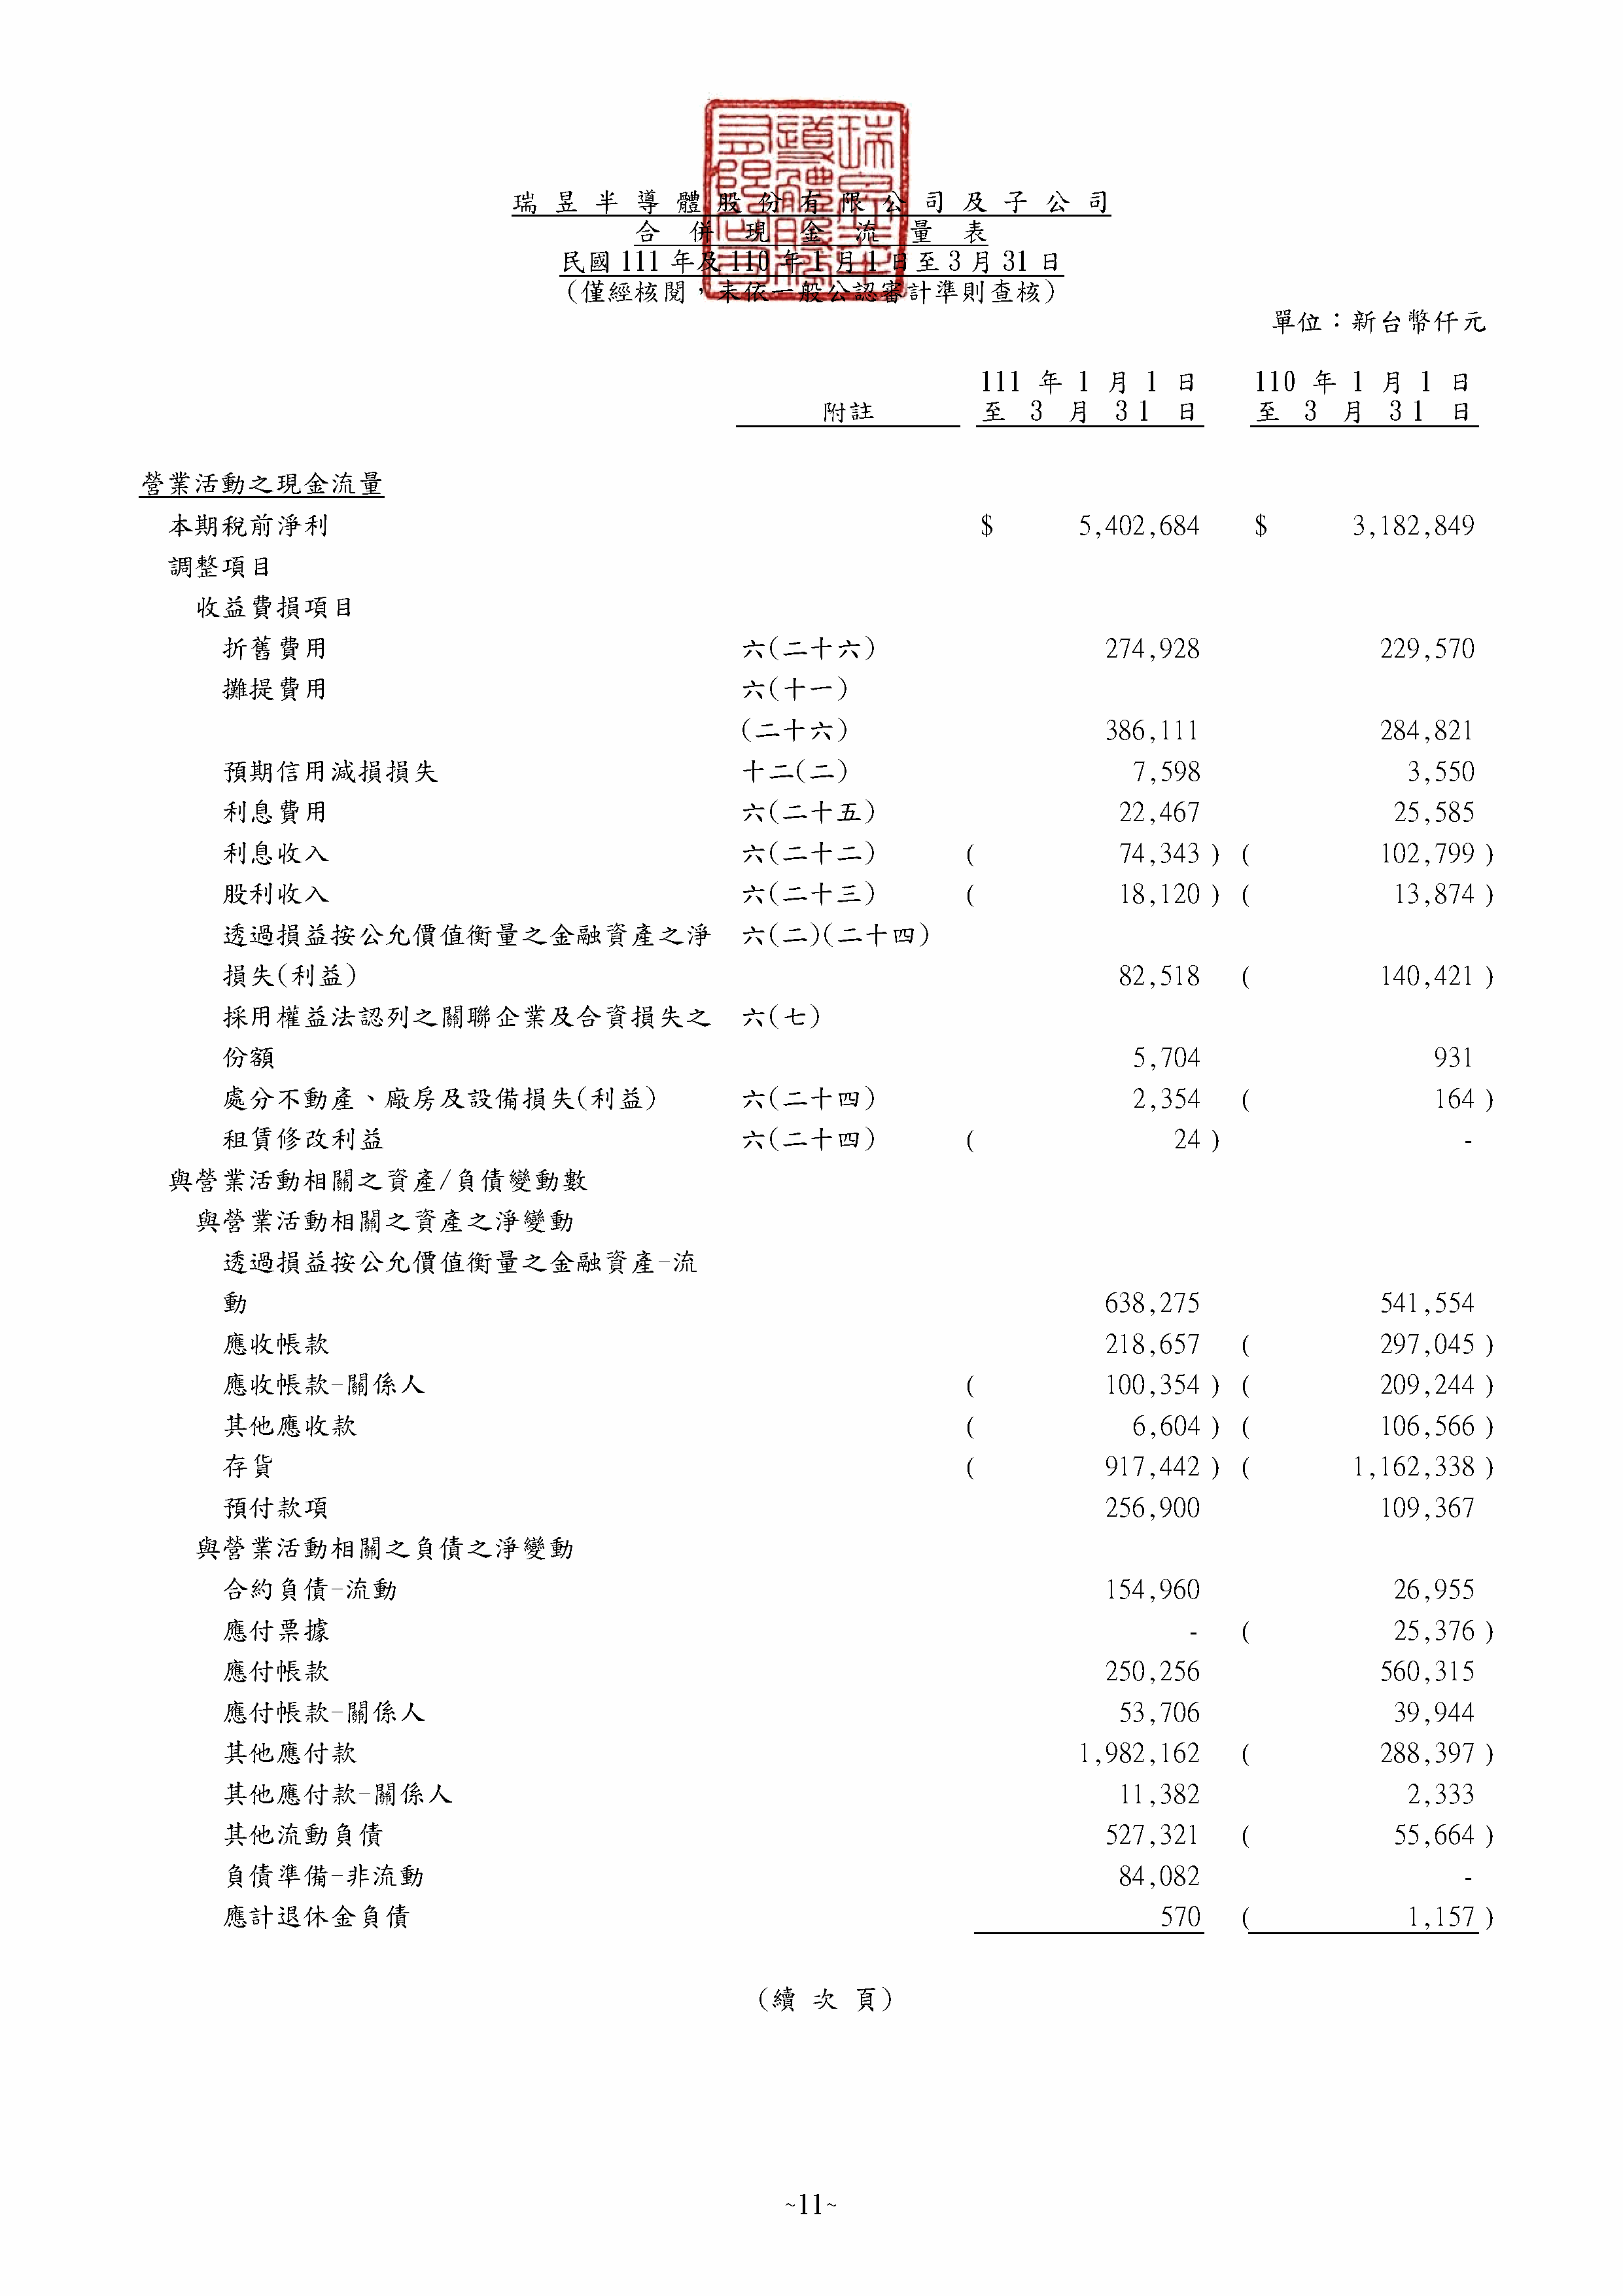 瑞昱半導體股份有限公司及子公司
合併現金流量表
民國 111 年及 110 年 1 月 1 日至 3 月 31 日
(僅經核閱，未依一般公認審計準則查核)
單位：新台幣仟元
111 年 1 月 1 日 110 年 1 月 1 日
附註 至 3 月 31 日 至 3 月 31 日
營業活動之現金流量
本期稅前淨利 $ 5,402,684 $ 3,182,849
調整項目
收益費損項目
折舊費用 六(二十六) 274,928 229,570
攤提費用 六(十一)
(二十六) 386,111 284,821
預期信用減損損失 十二(二) 7,598 3,550
利息費用 六(二十五) 22,467 25,585
利息收入 六(二十二) ( 74,343 ) ( 102,799 )
股利收入 六(二十三) ( 18,120 ) ( 13,874 )
透過損益按公允價值衡量之金融資產之淨 六(二)(二十四)
損失(利益) 82,518 ( 140,421 )
採用權益法認列之關聯企業及合資損失之 六(七)
份額 5,704 931
處分不動產、廠房及設備損失(利益) 六(二十四) 2,354 ( 164 )
租賃修改利益 六(二十四) ( 24 ) -
與營業活動相關之資產/負債變動數
與營業活動相關之資產之淨變動
透過損益按公允價值衡量之金融資產-流
動 638,275 541,554
應收帳款 218,657 ( 297,045 )
應收帳款-關係人 ( 100,354 ) ( 209,244 )
其他應收款 ( 6,604 ) ( 106,566 )
存貨 ( 917,442 ) ( 1,162,338 )
預付款項 256,900 109,367
與營業活動相關之負債之淨變動
合約負債-流動 154,960 26,955
應付票據 - ( 25,376 )
應付帳款 250,256 560,315
應付帳款-關係人 53,706 39,944
其他應付款 1,982,162 ( 288,397 )
其他應付款-關係人 11,382 2,333
其他流動負債 527,321 ( 55,664 )
負債準備-非流動 84,082 -
應計退休金負債 570 ( 1,157 )
(續次頁)
~11~